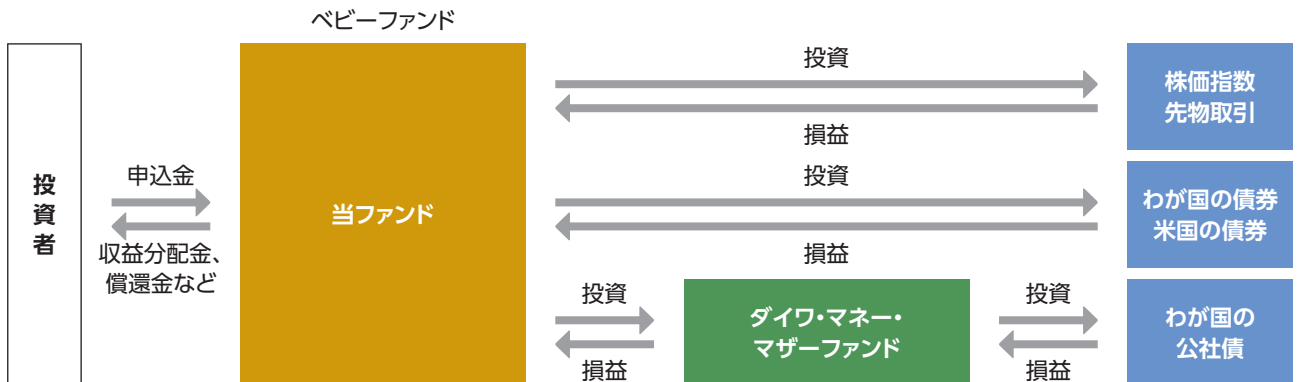 ベビーファンド
投資者
申込金
収益分配金、
償還金など
当ファンド
投資
損益
株価指数
先物取引
投資
損益
わが国の債券
米国の債券
投資
損益
ダイワ・マネー・
マザーファンド
投資
損益
わが国の
公社債